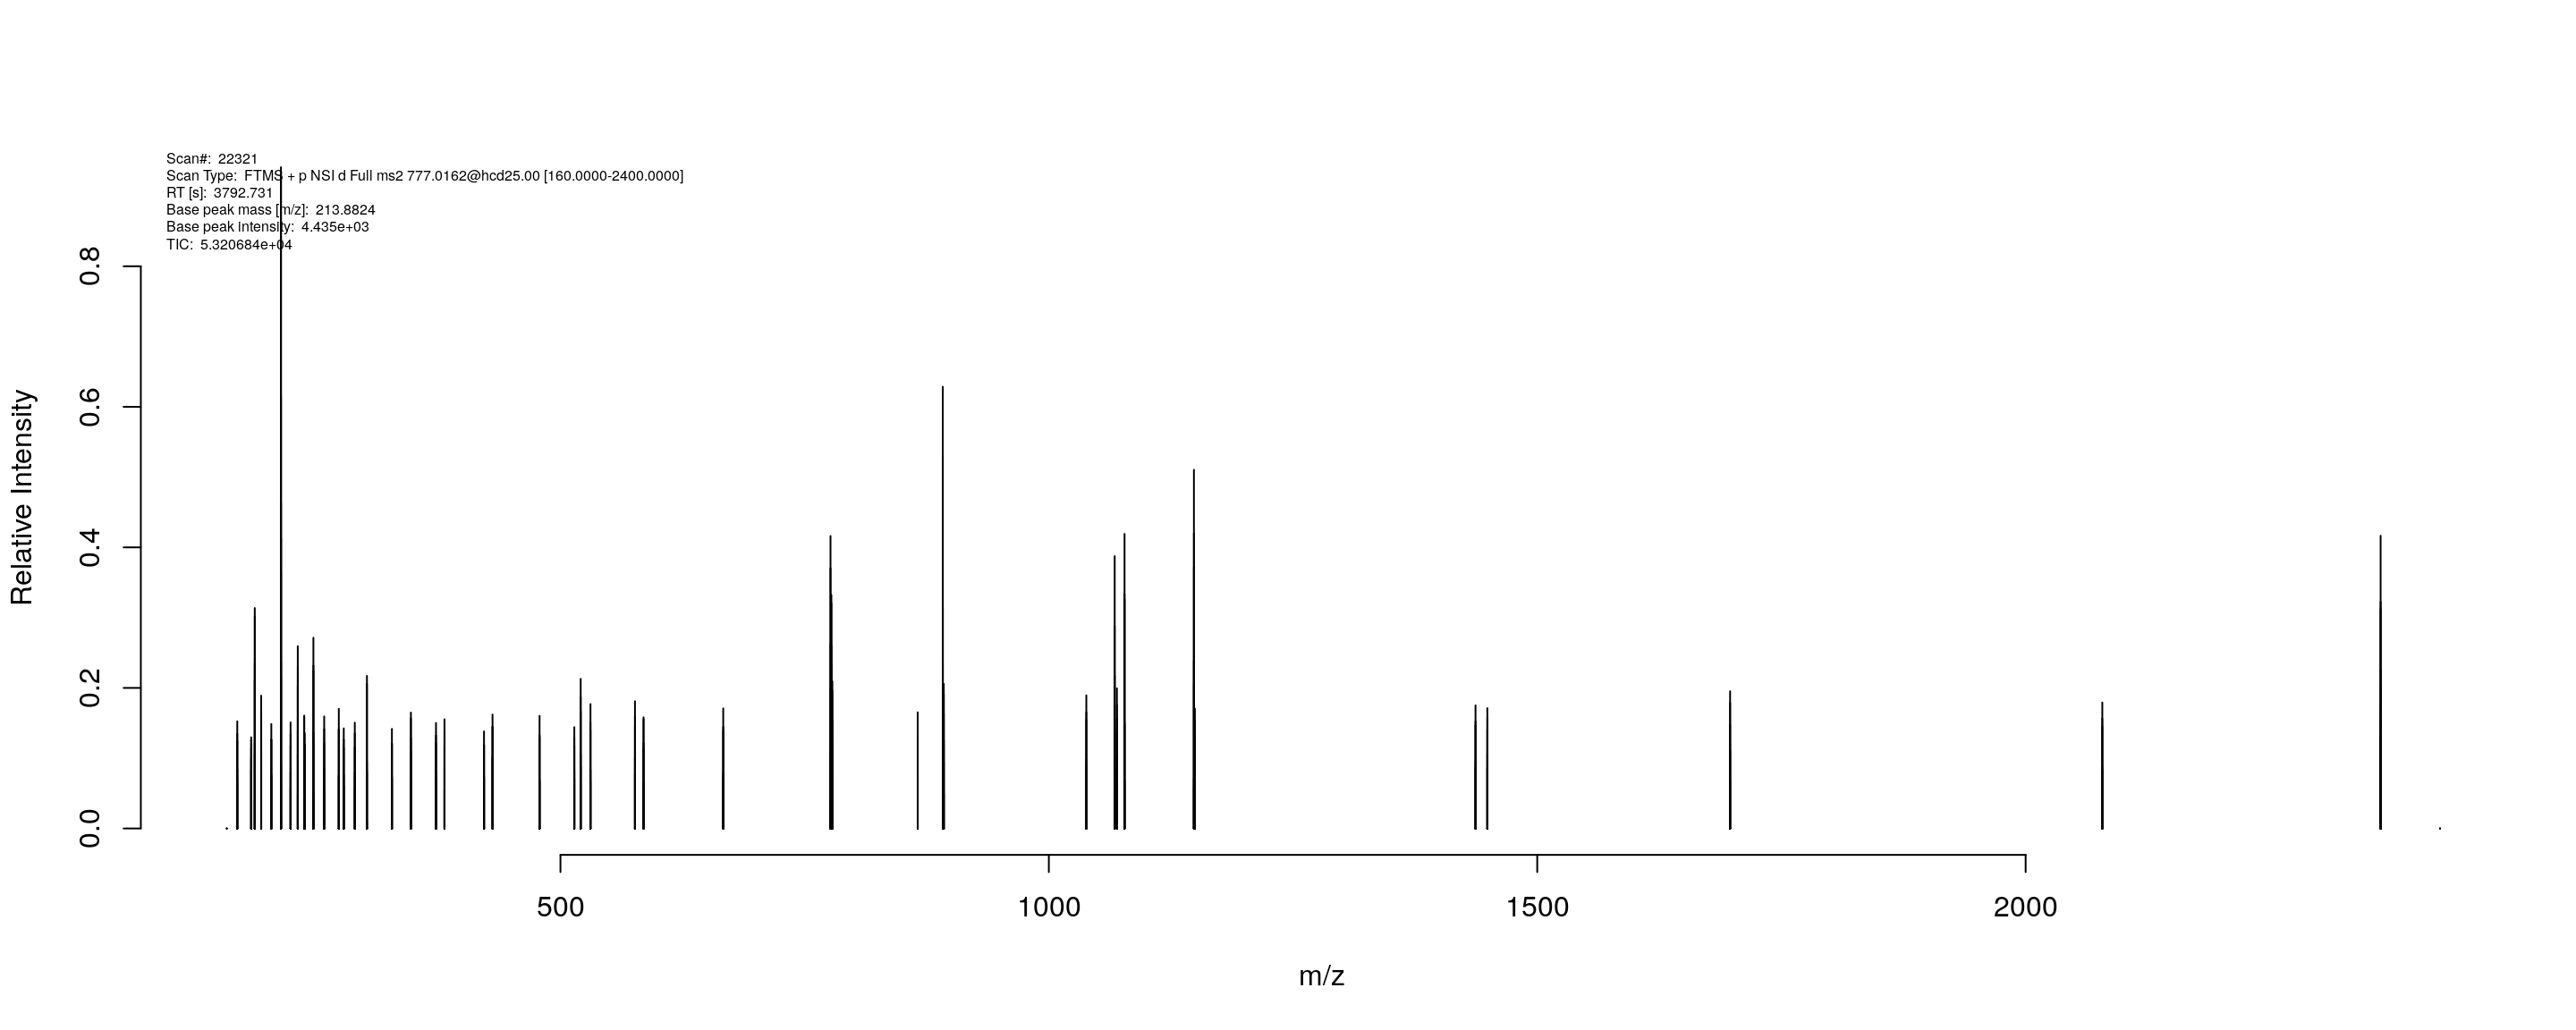 Scan#: 22321
Scan Type: FTMS + p NSI d Full ms2 777.0162@hcd25.00 [160.0000-2400.0000]
RT [s]: 3792.731
Base peak mass [m/z]: 213.8824
Base peak intensity: 4.435e+03
TIC: 5.320684e+04
0.8
0.6
0.4
0.2
0.0
Relative Intensity
500 1000 1500 2000
m/z